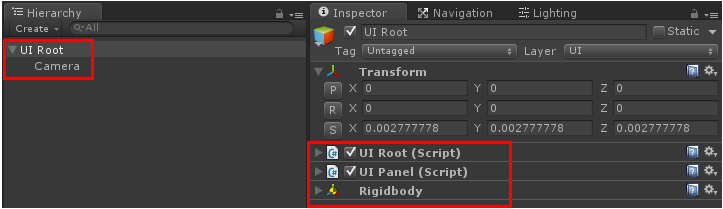 Hierarchy
Create
All
UI Root
Camera
Inspector Navigation Lighting
UI Root Static
Tag Untagged Layer UI
Transform
P X 0 Y 0 Z 0
R X 0 Y 0 Z 0
S X 0.002777778 Y 0.002777778 Z 0.002777778
UI Root (Script)
UI Panel (Script)
Rigidbody